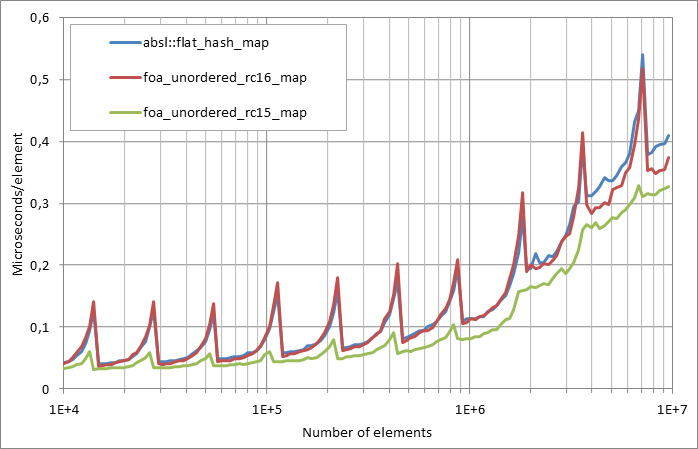 0,6
0,5
0,4
0,3
0,2
0,1
0
Microseconds/element
absl::flat_hash_map
foa_unordered_rc16_map
foa_unordered_rc15_map
1E+4
1E+5
1E+6
1E+7
Number of elements